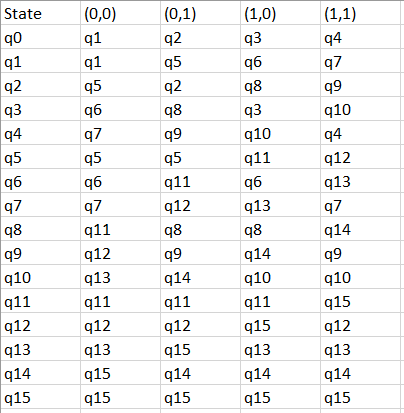 State (0,0) (0,1) (1,0) (1,1)
q0 q1 q2 q3 q4
q1 q1 q5 q6 q7
q2 q5 q2 q8 q9
q3 q6 q8 q3 q10
q4 q7 q9 q10 q4
q5 q5 q5 q11 q12
q6 q6 q11 q6 q13
q7 q7 q12 q13 q7
q8 q11 q8 q8 q14
q9 q12 q9 q14 q9
q10 q13 q14 q10 q10
q11 q11 q11 q11 q15
q12 q12 q12 q15 q12
q13 q13 q15 q13 q13
q14 q15 q14 q14 q14
q15 q15 q15 q15 q15